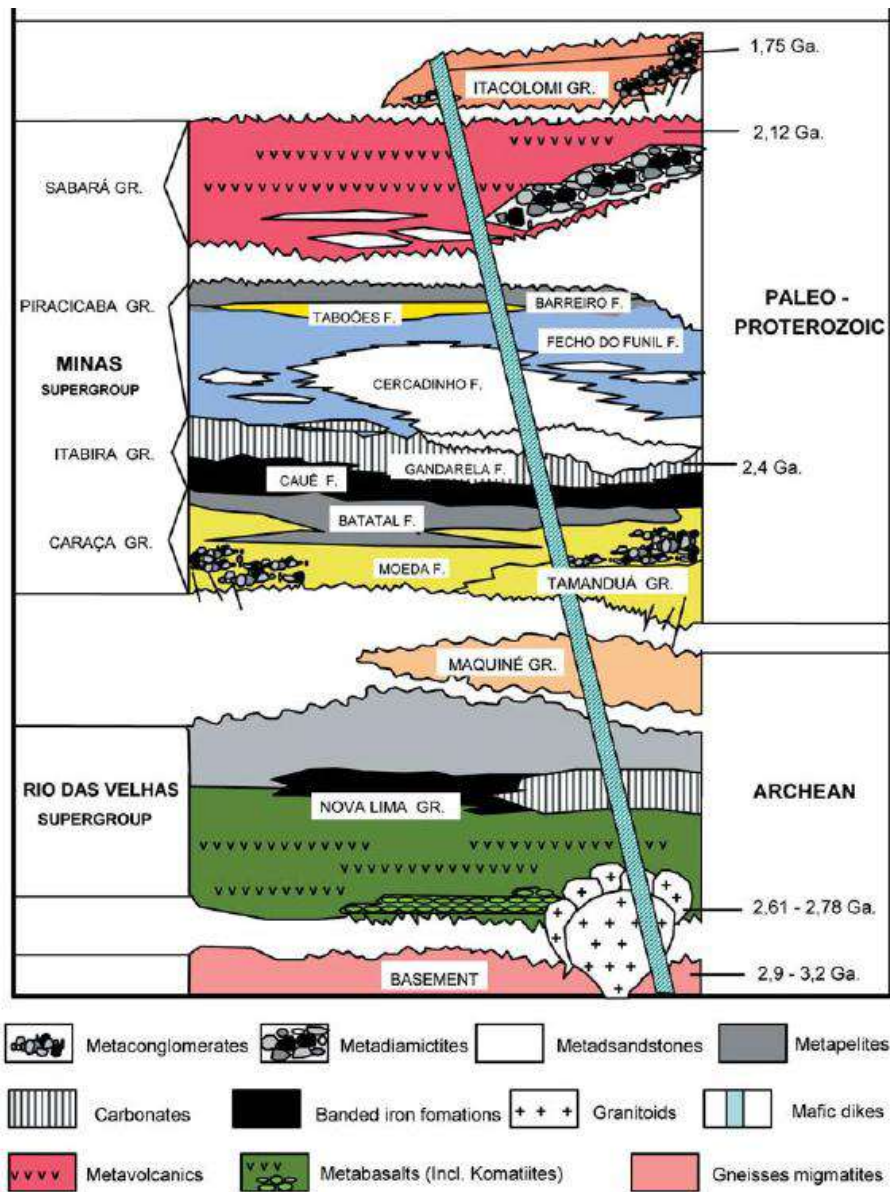 1,75 Ga.
ITACOLOMI GR.
2,12 Ga.
SABARÁ GR.
PIRACICABA GR.
BARREIRO F.
TABOÕES F.
PALEO -
PROTEROZOIC
FECHO DO FUNIL F.
MINAS
SUPERGROUP
CERCADINHO F.
ITABIRA GR.
GANDARELA F.
2,4 Ga.
CAUÊ F.
BATATAL F.
CARAÇA GR.
MOEDA F.
TAMANDUÁ GR.
MAQUINÉ GR.
RIO DAS VELHAS
SUPERGROUP
NOVA LIMA GR.
ARCHEAN
2,61 - 2,78 Ga.
BASEMENT
2,9 - 3,2 Ga.
Metaconglomerates
Metadiamictites
Metadsandstones
Metapelites
Carbonates
Banded iron fomations
Granitoids
Mafic dikes
Metavolcanics
Metabasalts (Incl. Komatiites)
Gneisses migmatites